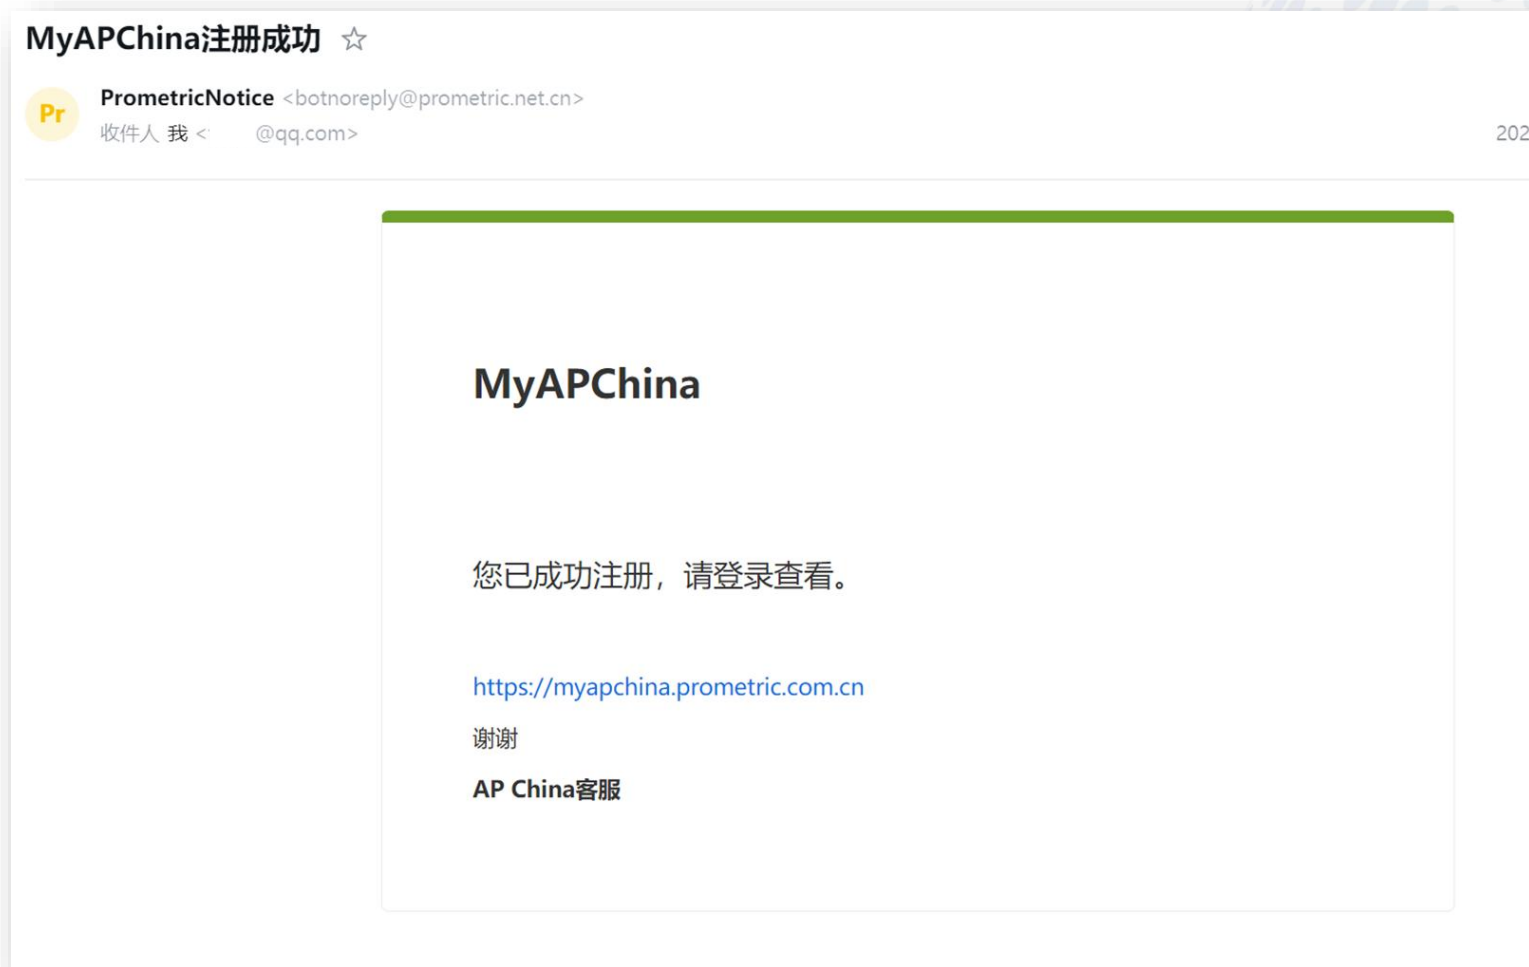 MyAPChina注册成功
Pr
PrometricNotice <botnoreply@prometric.net.cn>
收件人 我 < @qq.com>
202
MyAPChina
您已成功注册，请登录查看。
https://myapchina.prometric.com.cn
谢谢
AP China客服